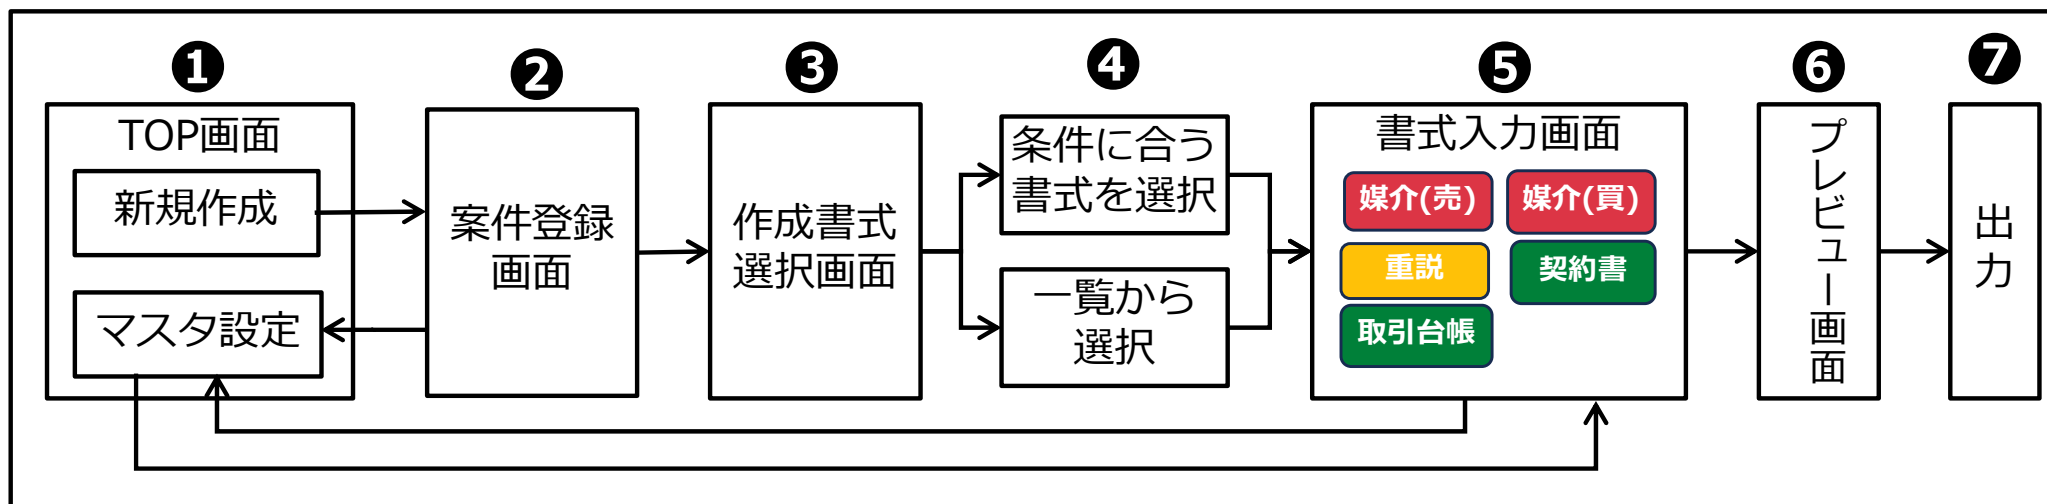 ❶
TOP画面
新規作成
マスタ設定
❷
案件登録
画面
❸
作成書式
選択画面
❹
条件に合う
書式を選択
一覧から
選択
❺
書式入力画面
媒介(売)
媒介(買)
重説
契約書
取引台帳
❻
プレビュー画面
❼
出力